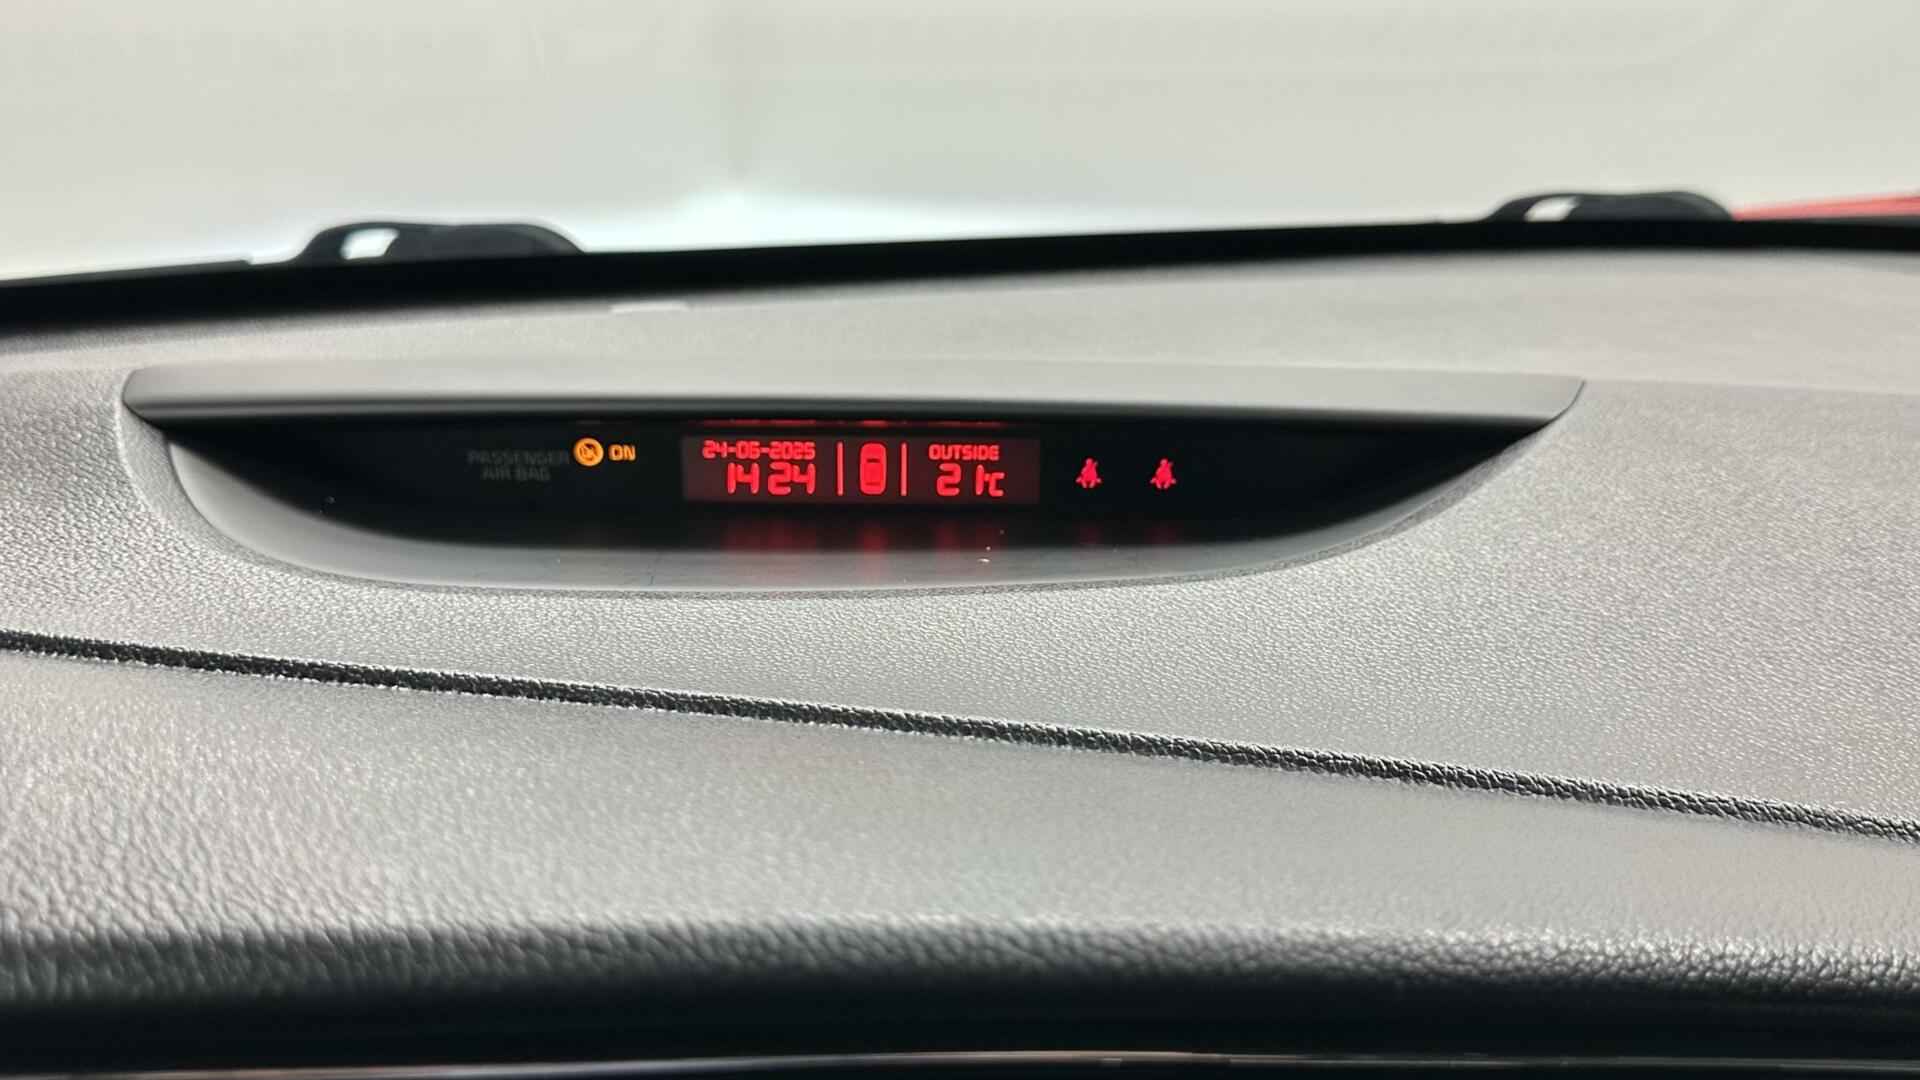 PASSENGER
AIR BAG
ON
24-06-2025
14 24
OUTSIDE
21°C